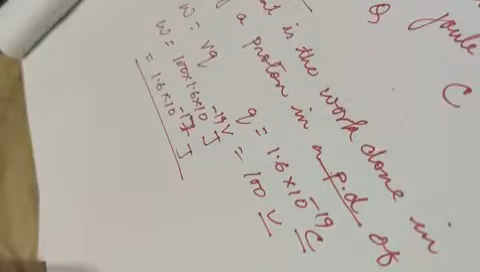 joule
Q C
nt is the work done in
g a proton in a p.d of
q = 1.6 × 10⁻¹⁹ C
V = 100 V
W = Vq
W = 100×1.6×10⁻¹⁹ J
= 1.6×10⁻¹⁷ J